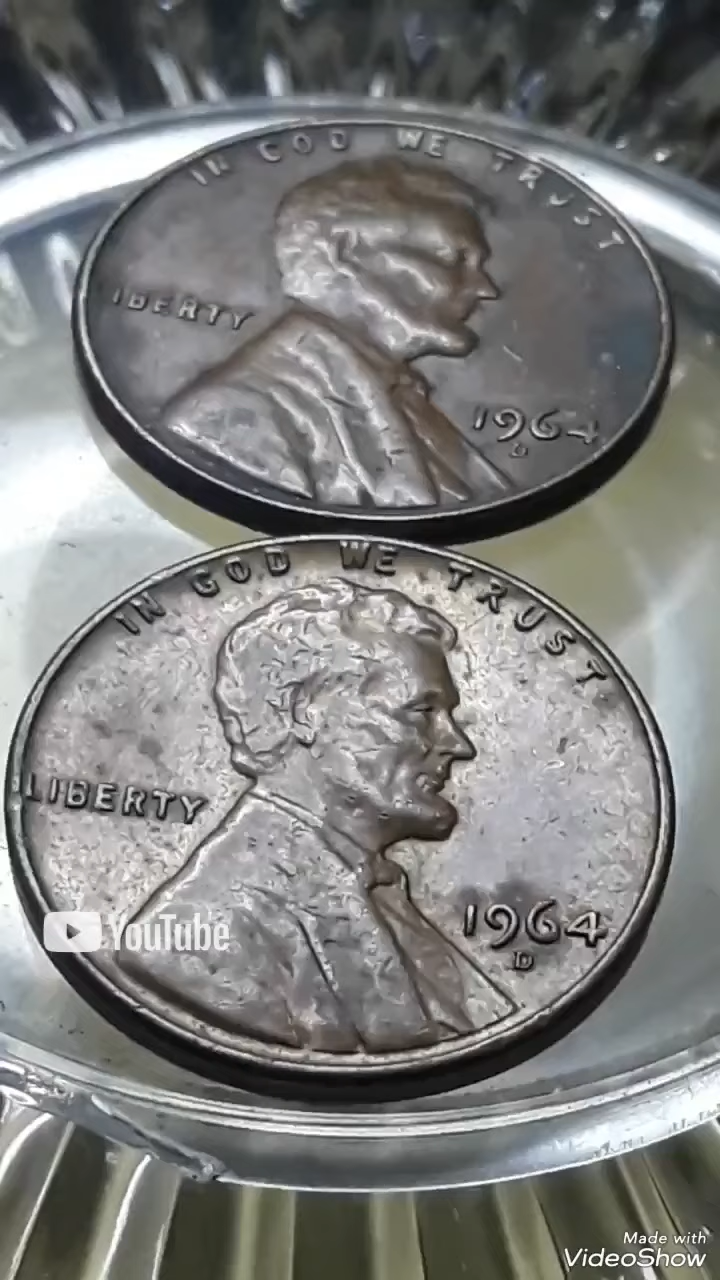 IN GOD WE TRUST
LIBERTY
1964
D
IN GOD WE TRUST
LIBERTY
1964
D
YouTube
Made with
VideoShow